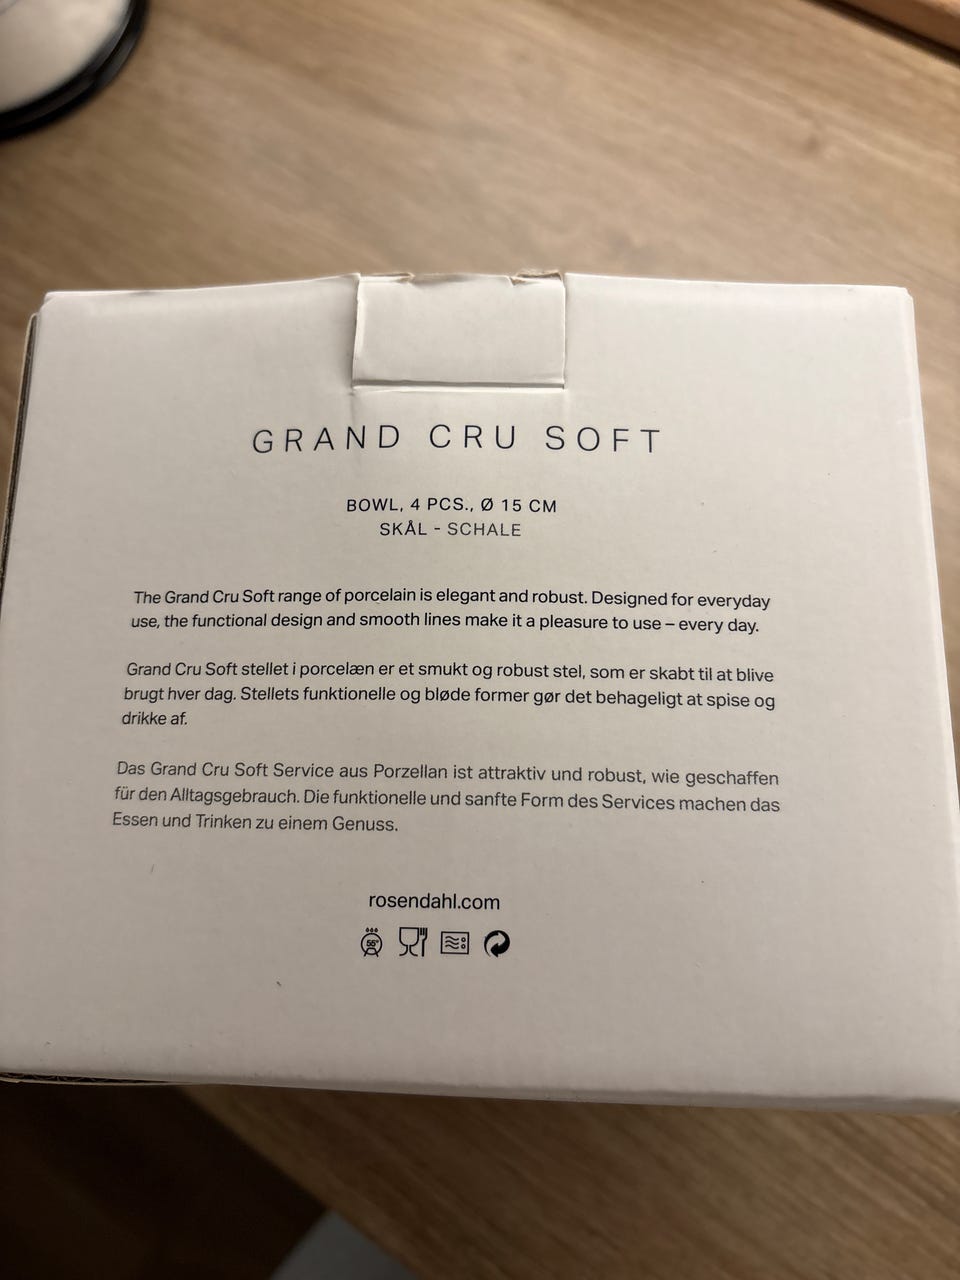 GRAND CRU SOFT
BOWL, 4 PCS., Ø 15 CM
SKÅL - SCHALE
The Grand Cru Soft range of porcelain is elegant and robust. Designed for everyday
use, the functional design and smooth lines make it a pleasure to use – every day.
Grand Cru Soft stellet i porcelæn er et smukt og robust stel, som er skabt til at blive
brugt hver dag. Stellets funktionelle og bløde former gør det behageligt at spise og
drikke af.
Das Grand Cru Soft Service aus Porzellan ist attraktiv und robust, wie geschaffen
für den Alltagsgebrauch. Die funktionelle und sanfte Form des Services machen das
Essen und Trinken zu einem Genuss.
rosendahl.com
55°